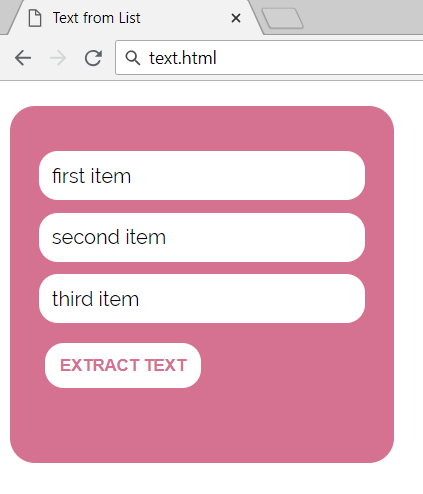 Text from List
text.html
first item
second item
third item
EXTRACT TEXT